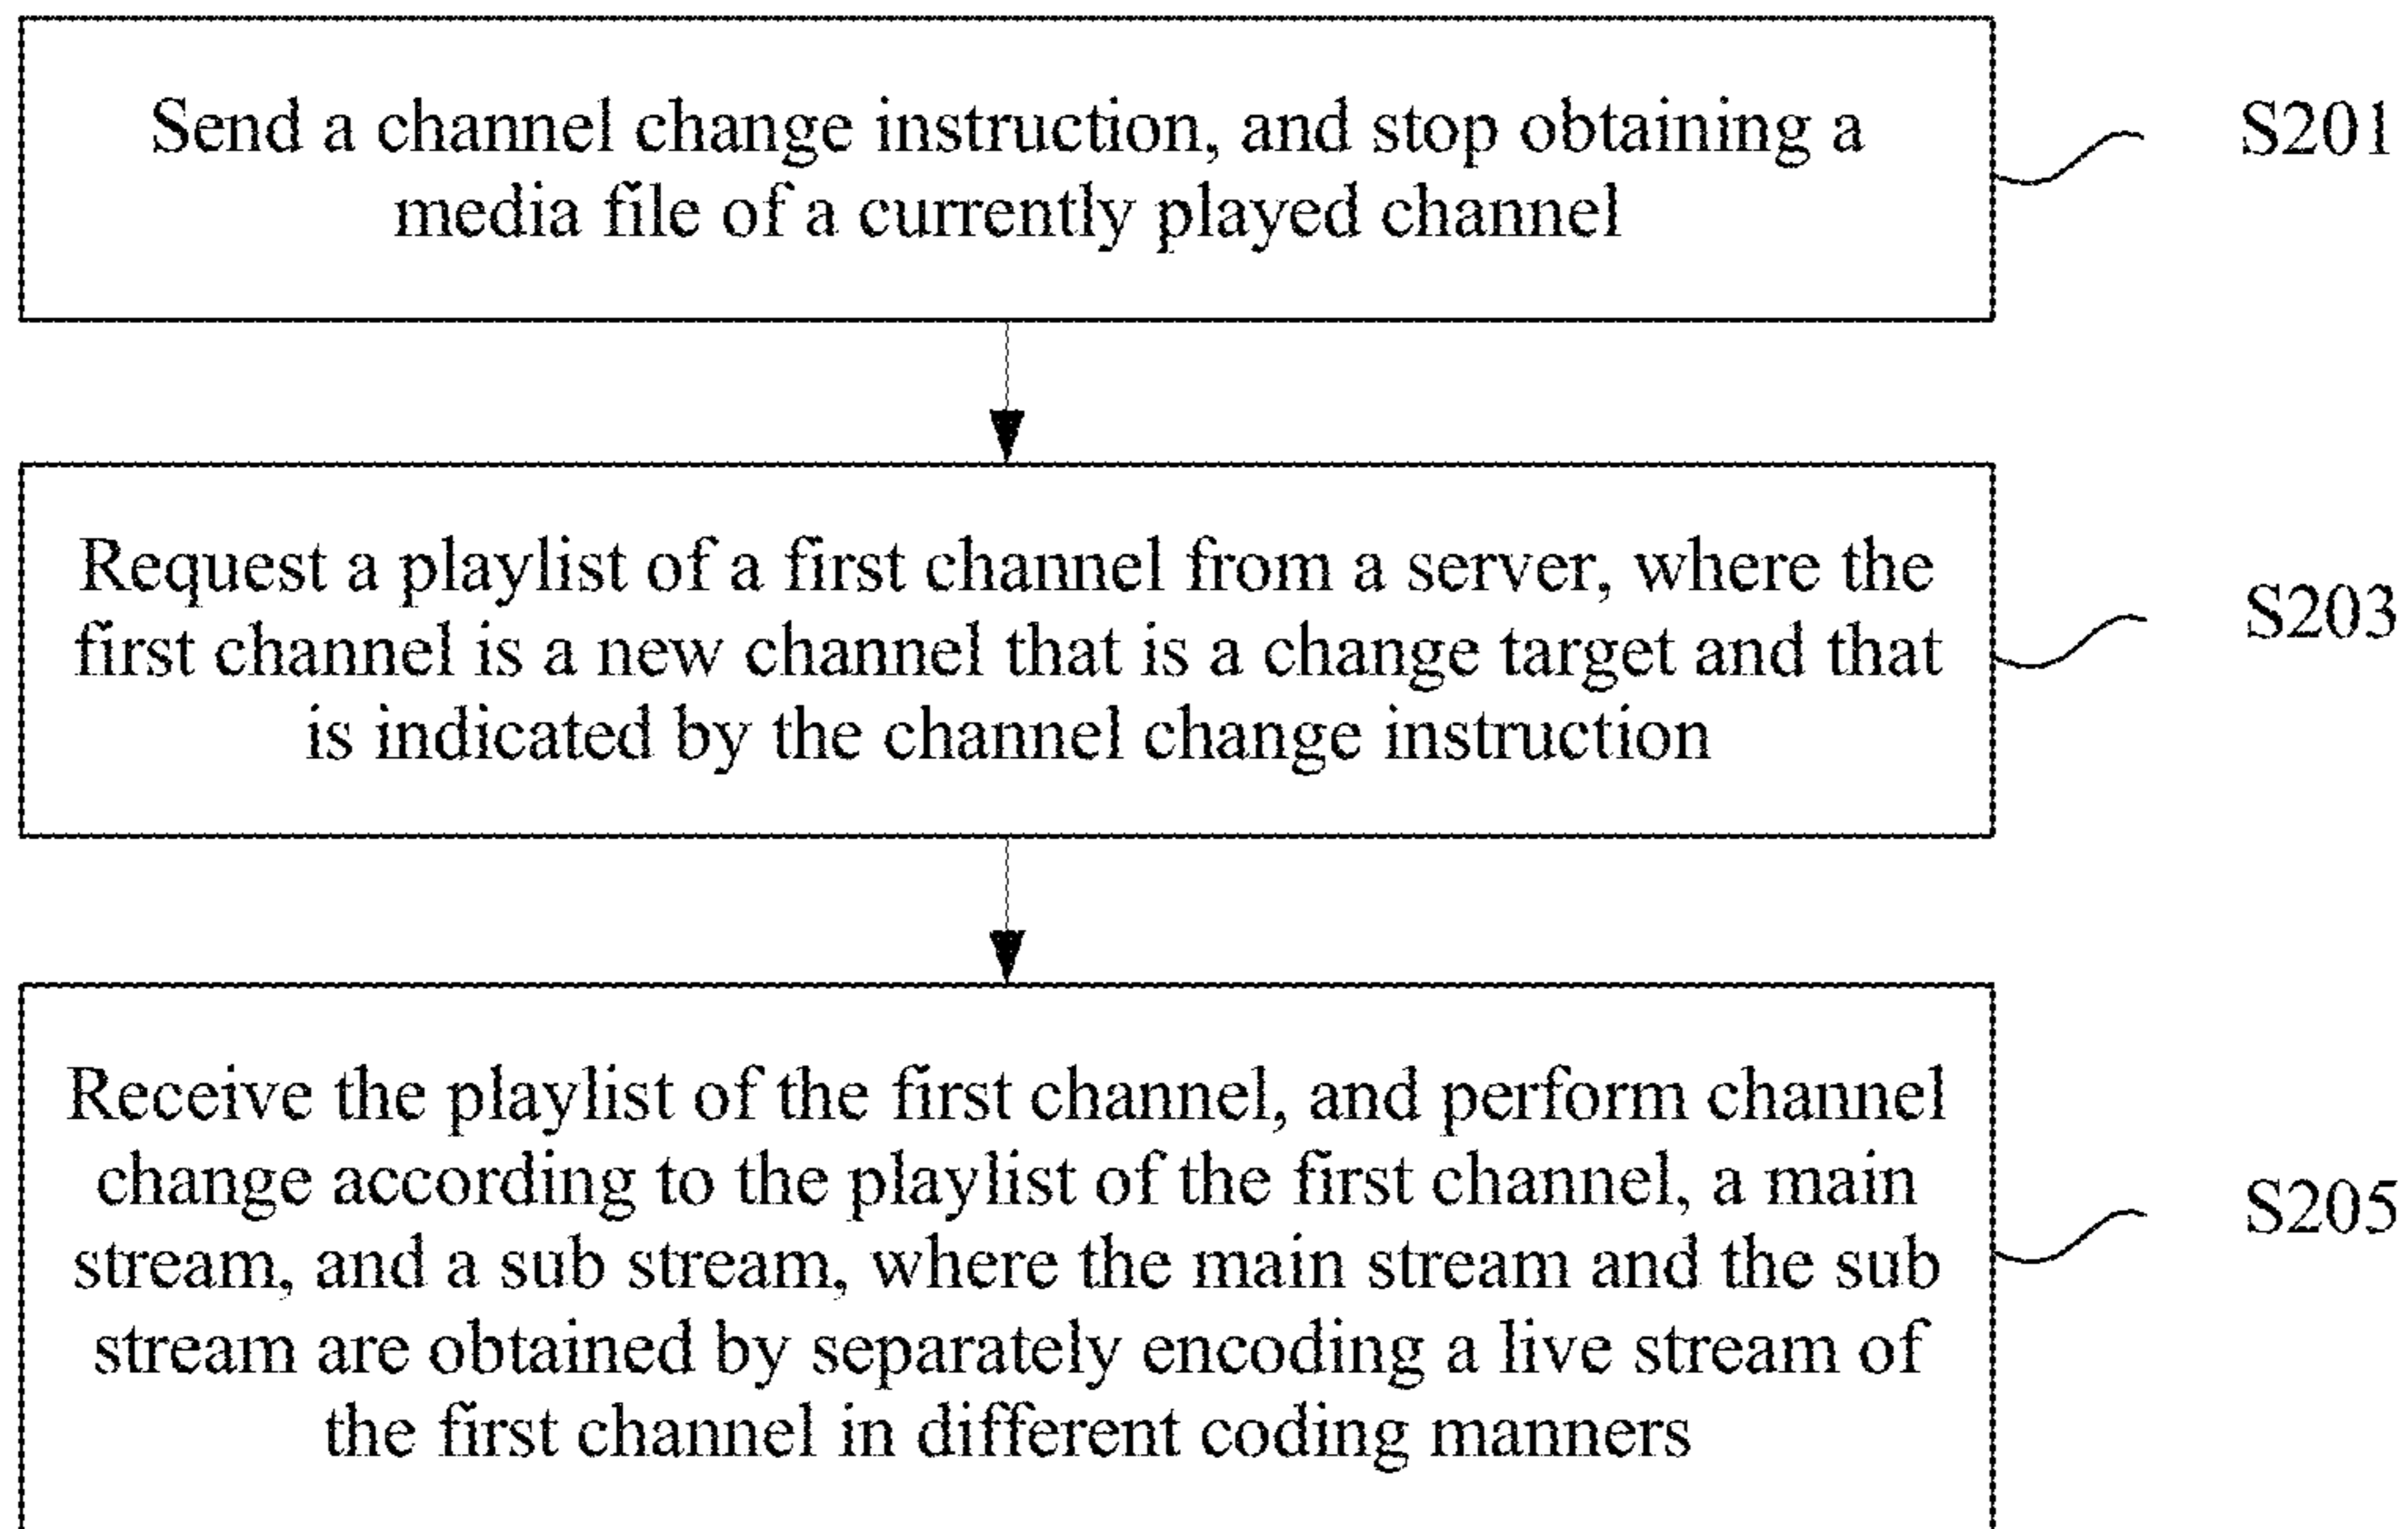 Send a channel change instruction, and stop obtaining a
media file of a currently played channel
S201
Request a playlist of a first channel from a server, where the
first channel is a new channel that is a change target and that
is indicated by the channel change instruction
S203
Receive the playlist of the first channel, and perform channel
change according to the playlist of the first channel, a main
stream, and a sub stream, where the main stream and the sub
stream are obtained by separately encoding a live stream of
the first channel in different coding manners
S205